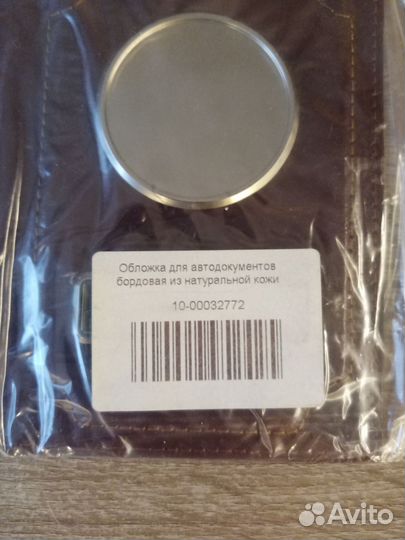 Обложка для автодокументов
бордовая из натуральной кожи
10-00032772
Avito